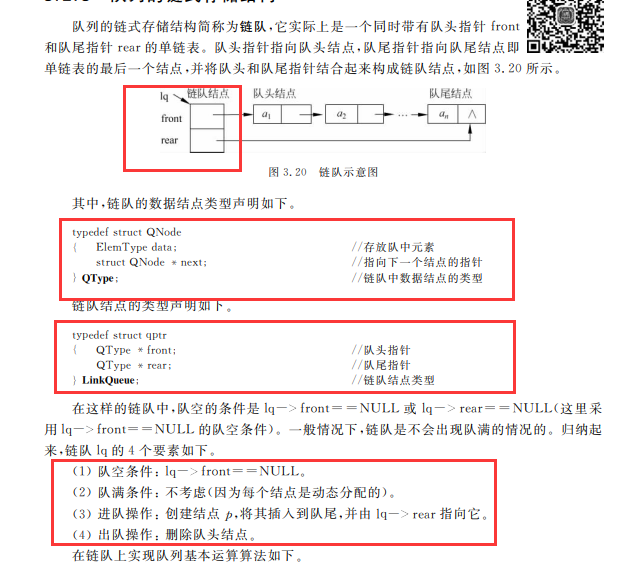 队列的链式存储结构简称为链队,它实际上是一个同时带有队头指针 front
和队尾指针 rear 的单链表。队头指针指向队头结点,队尾指针指向队尾结点即
单链表的最后一个结点,并将队头和队尾指针结合起来构成链队结点,如图 3.20 所示。
lq 链队结点 队头结点 队尾结点
front a1 a2 … an ∧
rear
图 3.20 链队示意图
其中,链队的数据结点类型声明如下。
typedef struct QNode
{ ElemType data; //存放队中元素
struct QNode * next; //指向下一个结点的指针
} QType; //链队中数据结点的类型
链队结点的类型声明如下。
typedef struct qptr
{ QType * front; //队头指针
QType * rear; //队尾指针
} LinkQueue; //链队结点类型
在这样的链队中,队空的条件是 lq−>front==NULL 或 lq−>rear==NULL(这里采
用 lq−>front==NULL 的队空条件)。一般情况下,链队是不会出现队满的情况的。归纳起
来,链队 lq 的 4 个要素如下。
(1) 队空条件: lq−>front==NULL。
(2) 队满条件: 不考虑(因为每个结点是动态分配的)。
(3) 进队操作: 创建结点 p,将其插入到队尾,并由 lq−>rear 指向它。
(4) 出队操作: 删除队头结点。
在链队上实现队列基本运算算法如下。